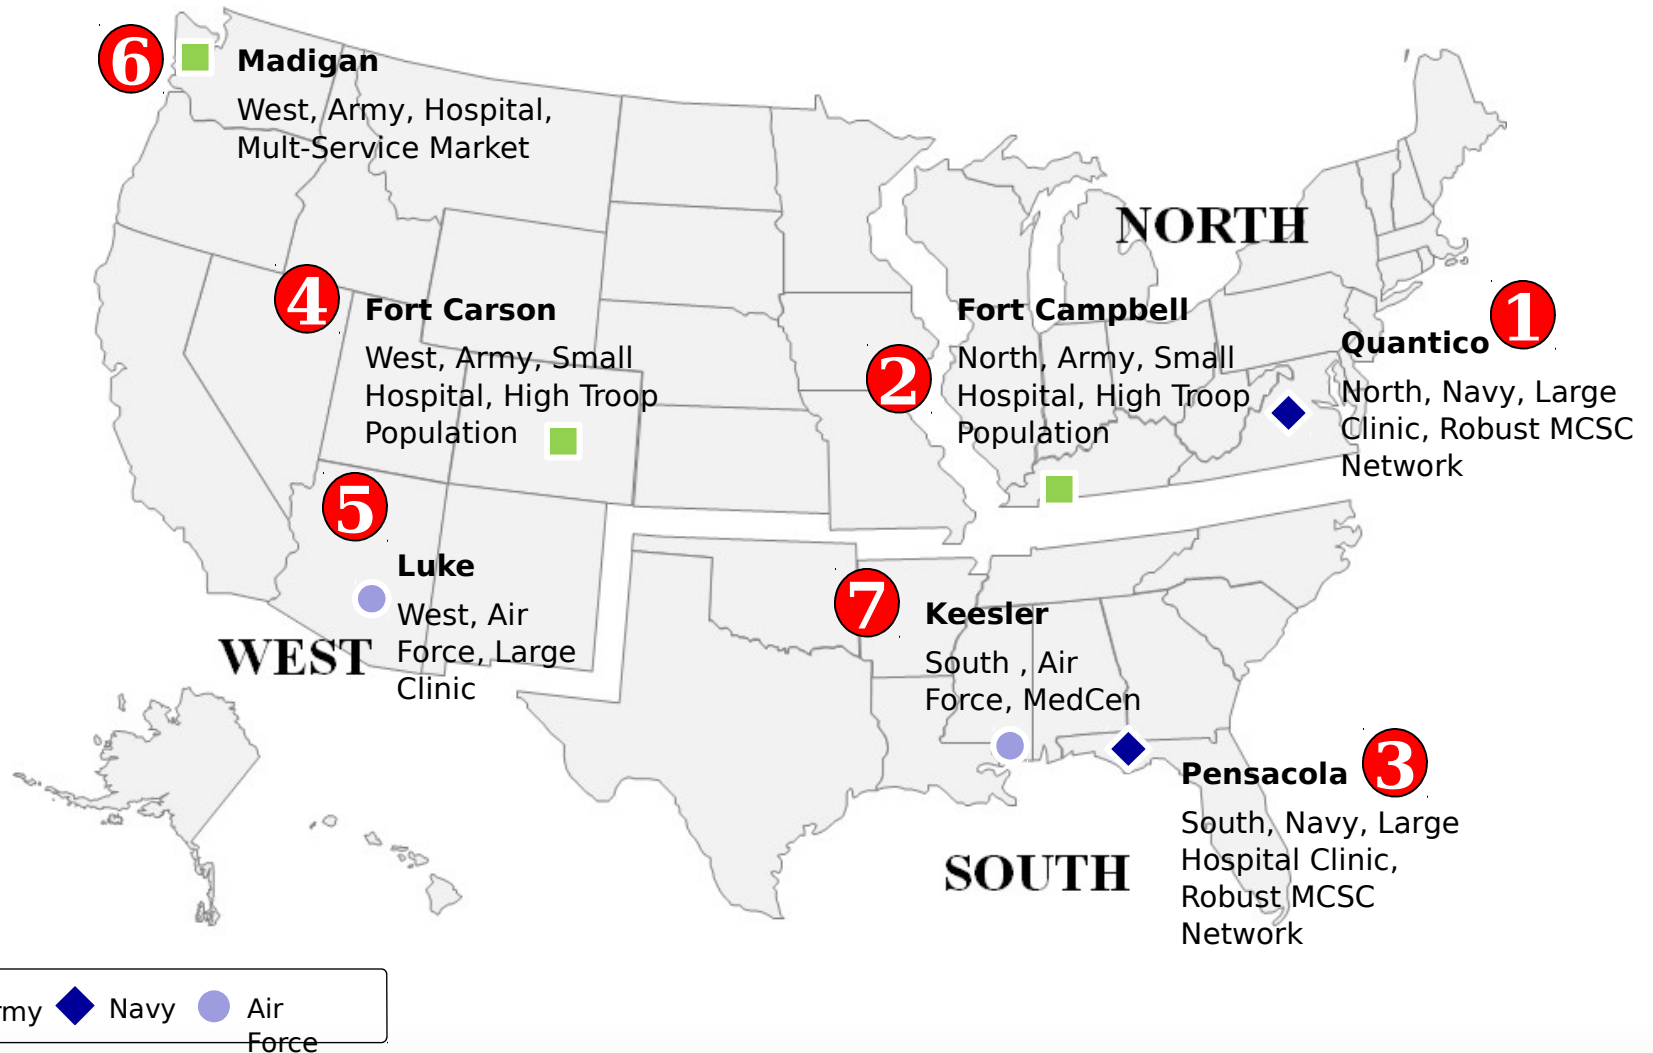 6
Madigan
West, Army, Hospital,
Mult-Service Market
NORTH
4
Fort Carson
West, Army, Small
Hospital, High Troop
Population
2
Fort Campbell
North, Army, Small
Hospital, High Troop
Population
1
Quantico
North, Navy, Large
Clinic, Robust MCSC
Network
5
Luke
West, Air
Force, Large
Clinic
WEST
7
Keesler
South , Air
Force, MedCen
3
Pensacola
South, Navy, Large
Hospital Clinic,
Robust MCSC
Network
SOUTH
rmy
Navy
Air
Force